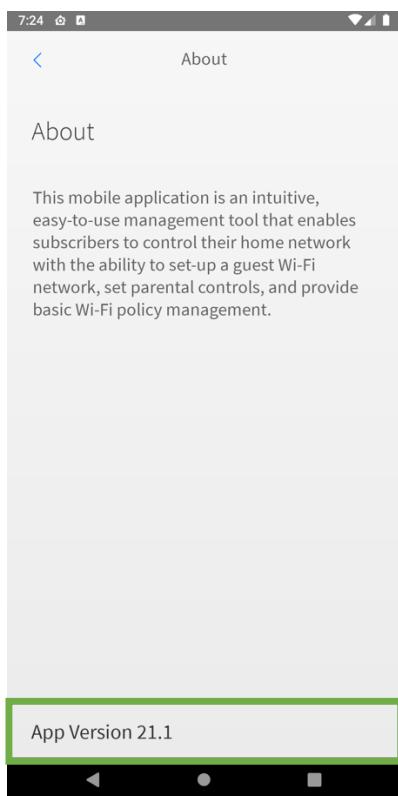 7:24
About
About
This mobile application is an intuitive,
easy-to-use management tool that enables
subscribers to control their home network
with the ability to set-up a guest Wi-Fi
network, set parental controls, and provide
basic Wi-Fi policy management.
App Version 21.1